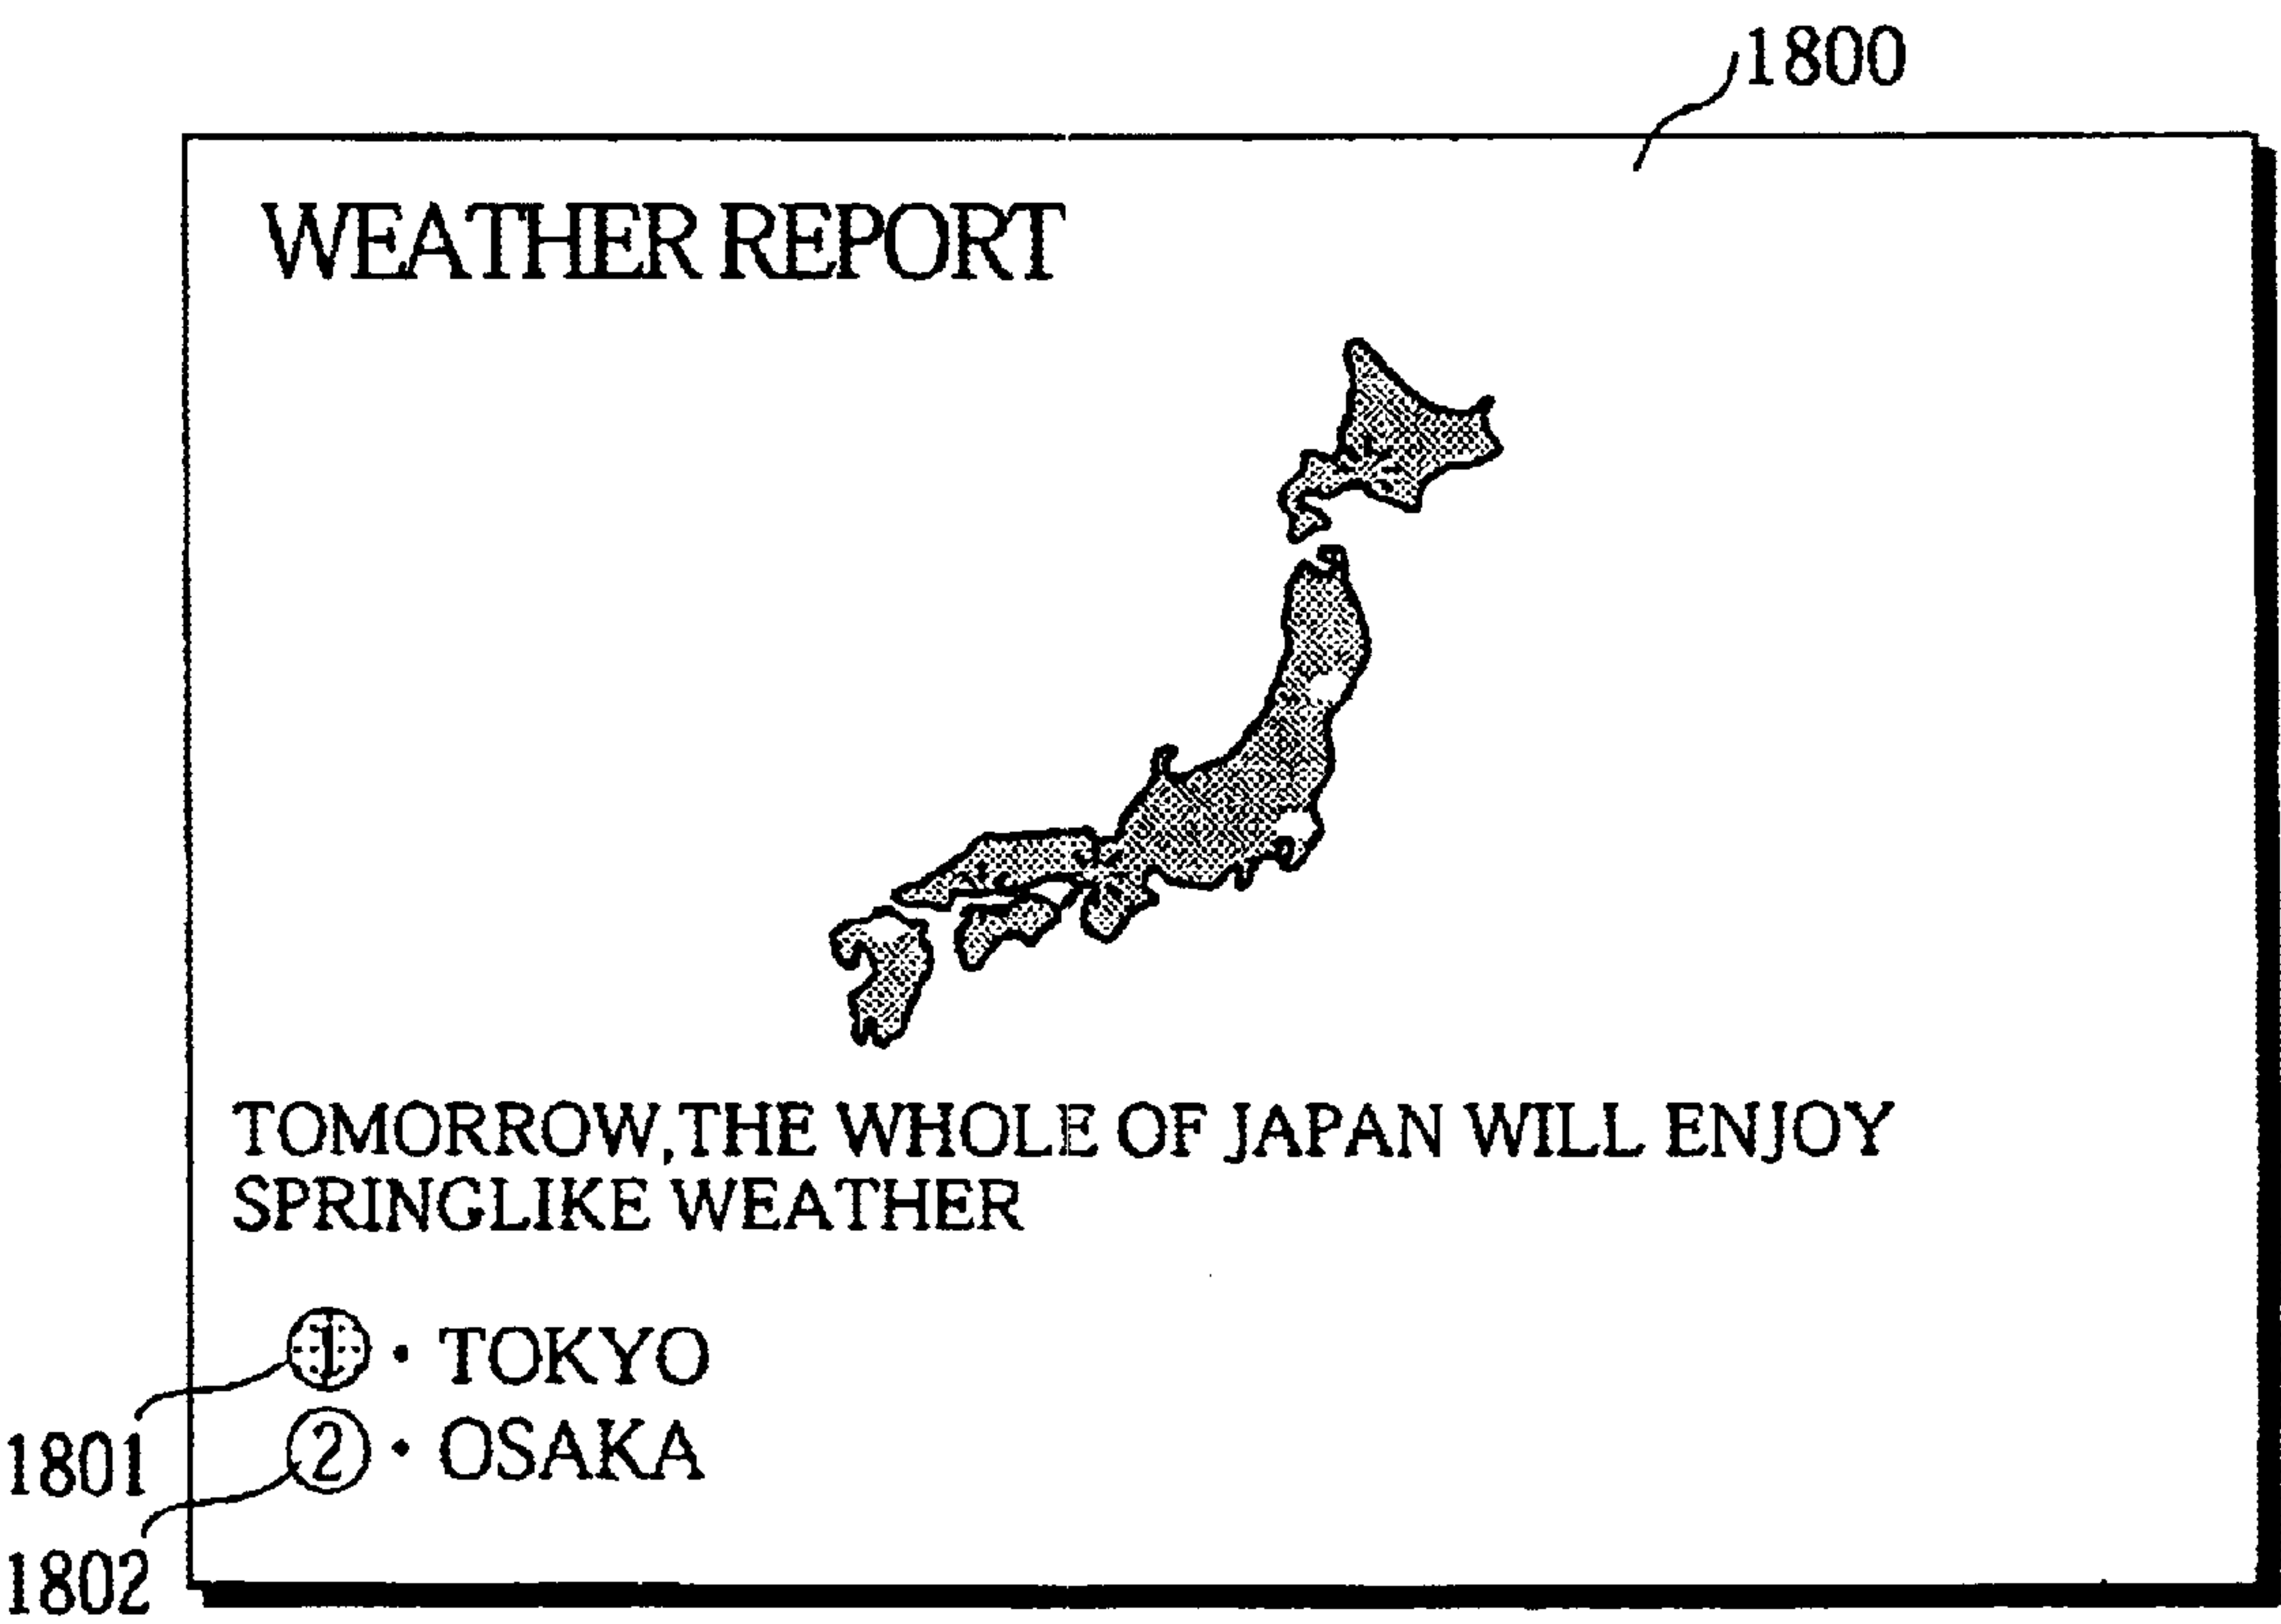 1800
WEATHER REPORT
TOMORROW, THE WHOLE OF JAPAN WILL ENJOY
SPRINGLIKE WEATHER
① · TOKYO
② · OSAKA
1801
1802